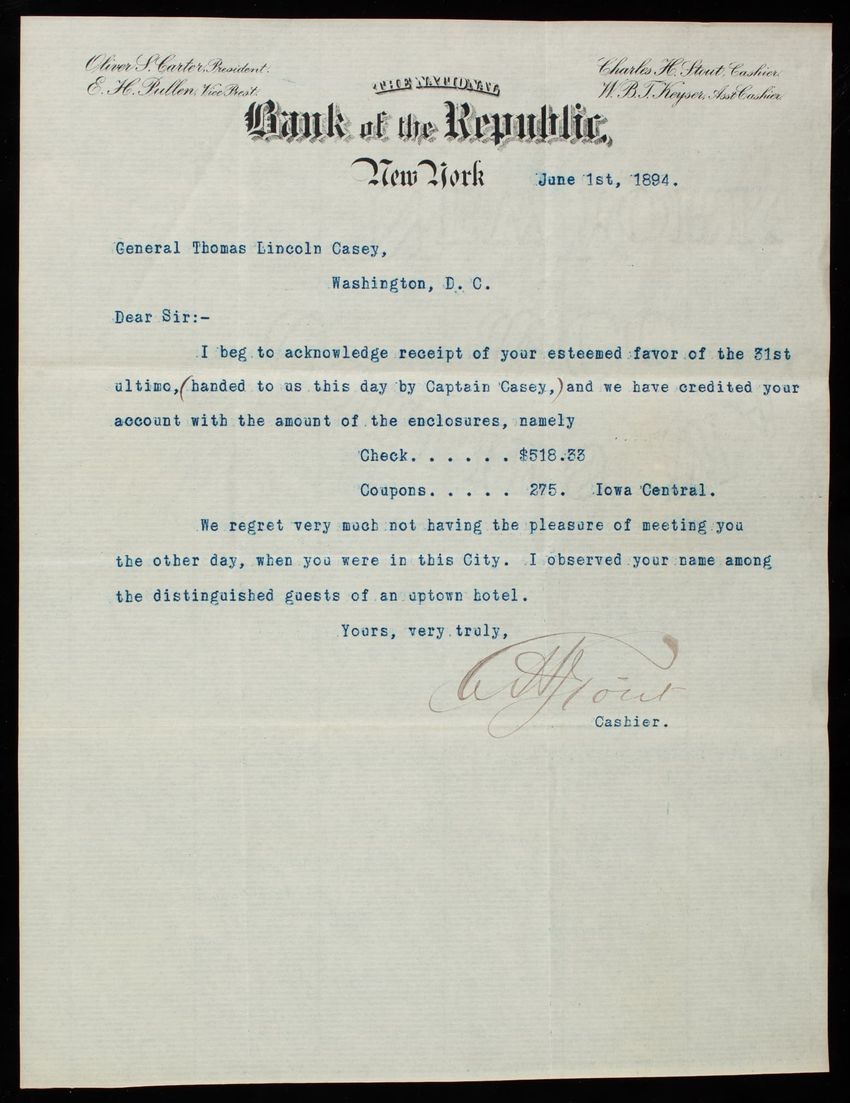 Oliver S. Carter, President.
E. H. Pullen, Vice Prest.
Charles H. Stout, Cashier.
W. B. T. Keyser, Asst Cashier.
THE NATIONAL
Bank of the Republic,
New York
June 1st, 1894.
General Thomas Lincoln Casey,
Washington, D. C.
Dear Sir:-
I beg to acknowledge receipt of your esteemed favor of the 31st
ultimo, (handed to us this day by Captain Casey,) and we have credited your
account with the amount of the enclosures, namely
Check. . . . . . $518.33
Coupons. . . . . 275. Iowa Central.
We regret very much not having the pleasure of meeting you
the other day, when you were in this City. I observed your name among
the distinguished guests of an uptown hotel.
Yours, very truly,
C H Stout
Cashier.